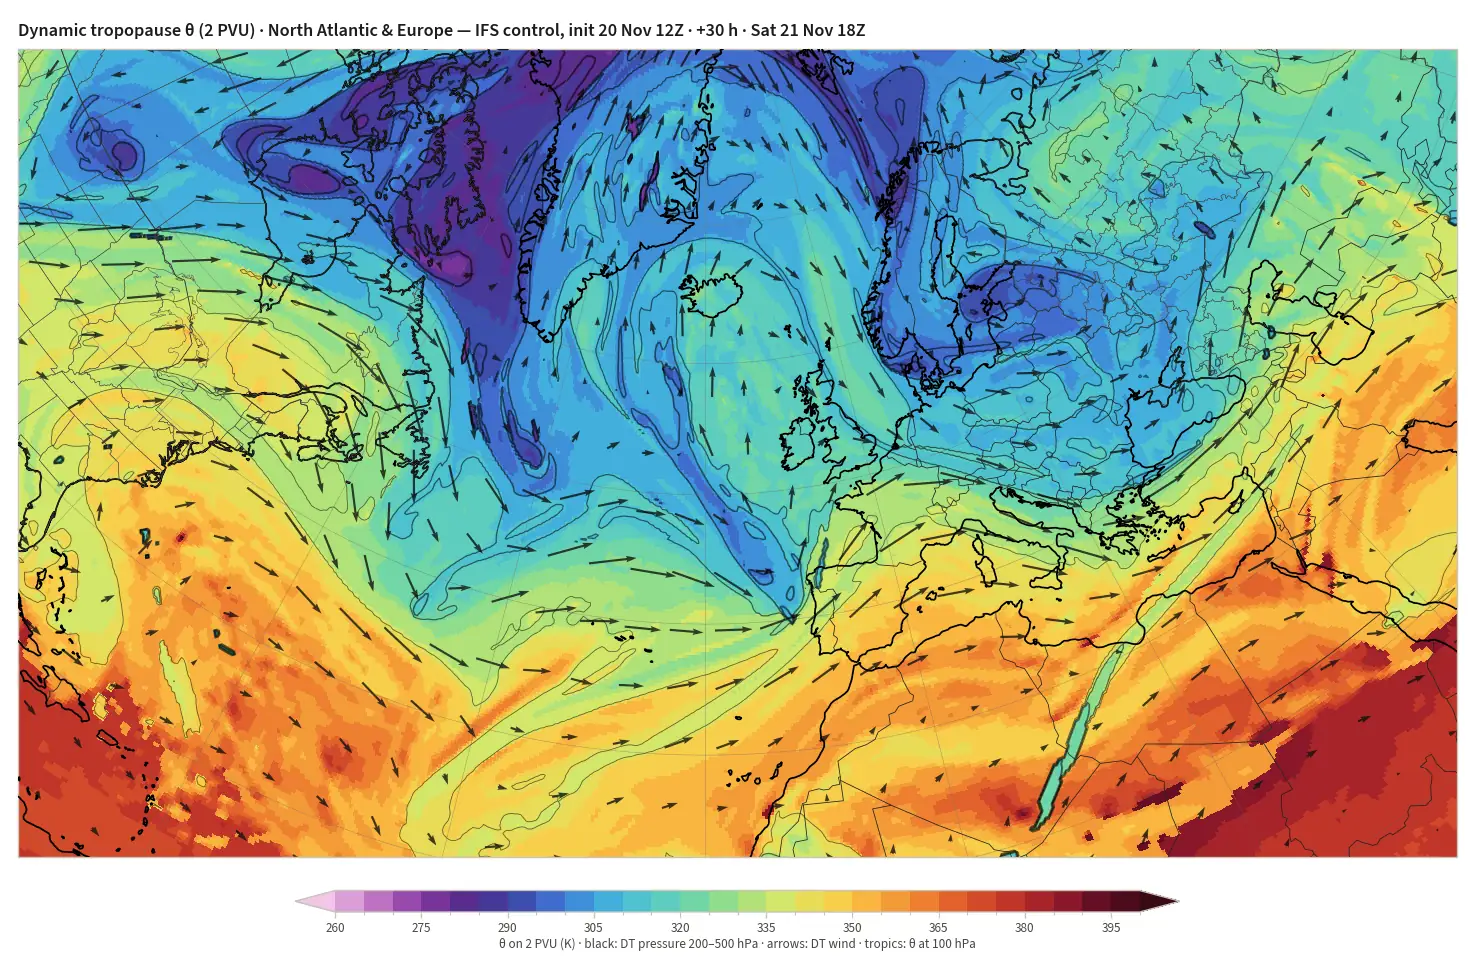 Dynamic tropopause θ (2 PVU) · North Atlantic & Europe — IFS control, init 20 Nov 12Z · +30 h · Sat 21 Nov 18Z
260 275 290 305 320 335 350 365 380 395
θ on 2 PVU (K) · black: DT pressure 200–500 hPa · arrows: DT wind · tropics: θ at 100 hPa